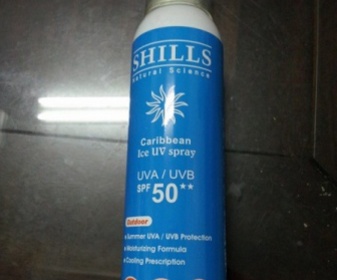 SHILLS
Natural Science
Caribbean
Ice UV spray
UVA / UVB
SPF 50**
Outdoor
Summer UVA / UVB Protection
Moisturizing Formula
Cooling Prescription